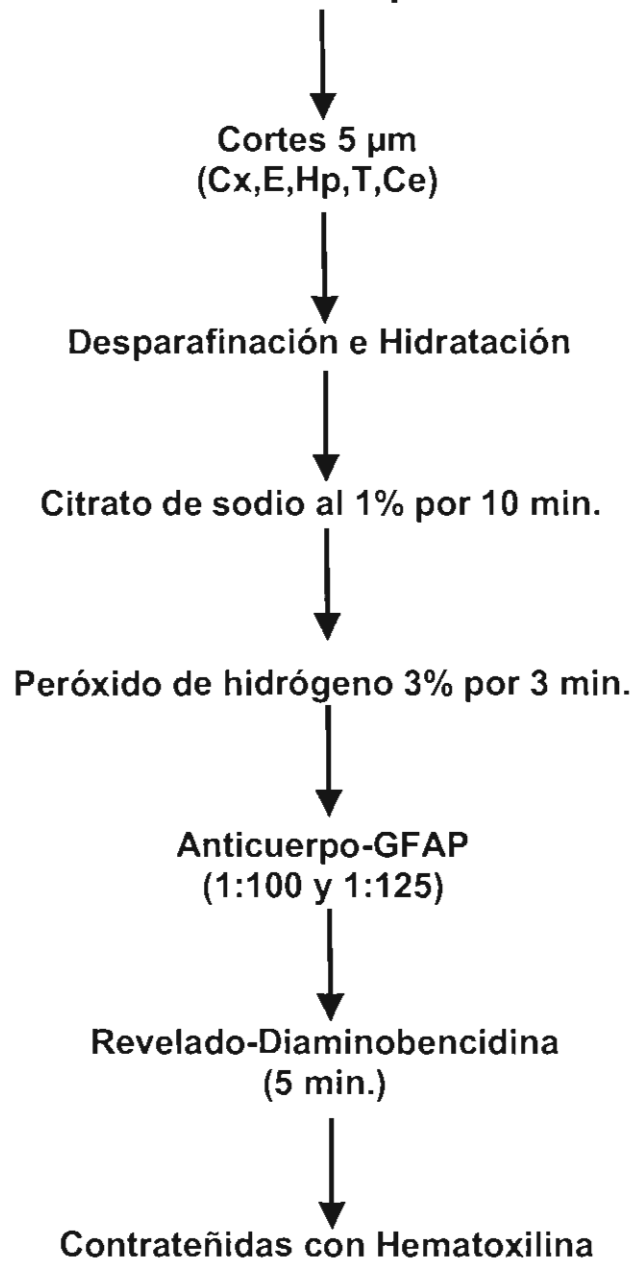 Cortes 5 µm
(Cx,E,Hp,T,Ce)
Desparafinación e Hidratación
Citrato de sodio al 1% por 10 min.
Peróxido de hidrógeno 3% por 3 min.
Anticuerpo-GFAP
(1:100 y 1:125)
Revelado-Diaminobencidina
(5 min.)
Contrateñidas con Hematoxilina